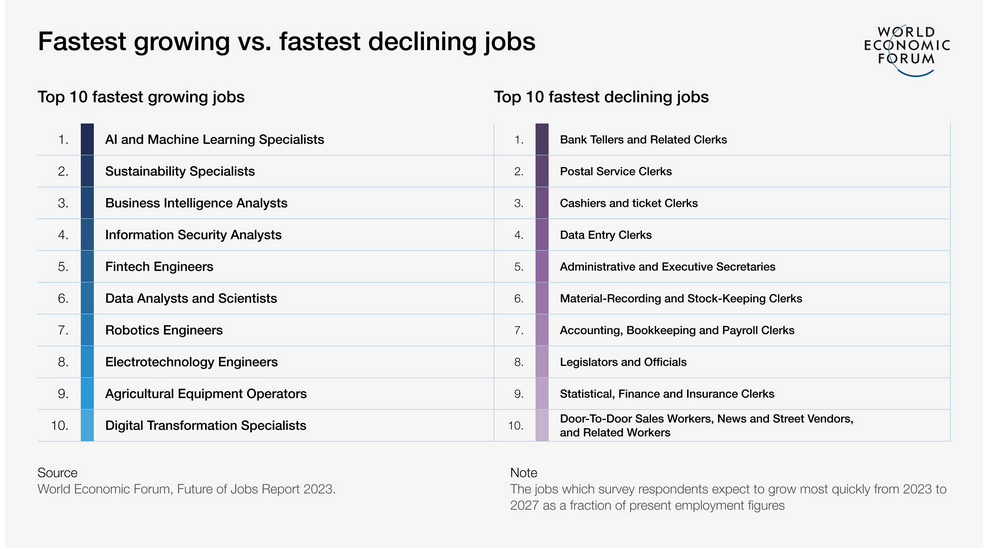 Fastest growing vs. fastest declining jobs
WORLD
ECONOMIC
FORUM
Top 10 fastest growing jobs
1. AI and Machine Learning Specialists
2. Sustainability Specialists
3. Business Intelligence Analysts
4. Information Security Analysts
5. Fintech Engineers
6. Data Analysts and Scientists
7. Robotics Engineers
8. Electrotechnology Engineers
9. Agricultural Equipment Operators
10. Digital Transformation Specialists
Top 10 fastest declining jobs
1. Bank Tellers and Related Clerks
2. Postal Service Clerks
3. Cashiers and ticket Clerks
4. Data Entry Clerks
5. Administrative and Executive Secretaries
6. Material-Recording and Stock-Keeping Clerks
7. Accounting, Bookkeeping and Payroll Clerks
8. Legislators and Officials
9. Statistical, Finance and Insurance Clerks
10. Door-To-Door Sales Workers, News and Street Vendors,
and Related Workers
Source
World Economic Forum, Future of Jobs Report 2023.
Note
The jobs which survey respondents expect to grow most quickly from 2023 to
2027 as a fraction of present employment figures